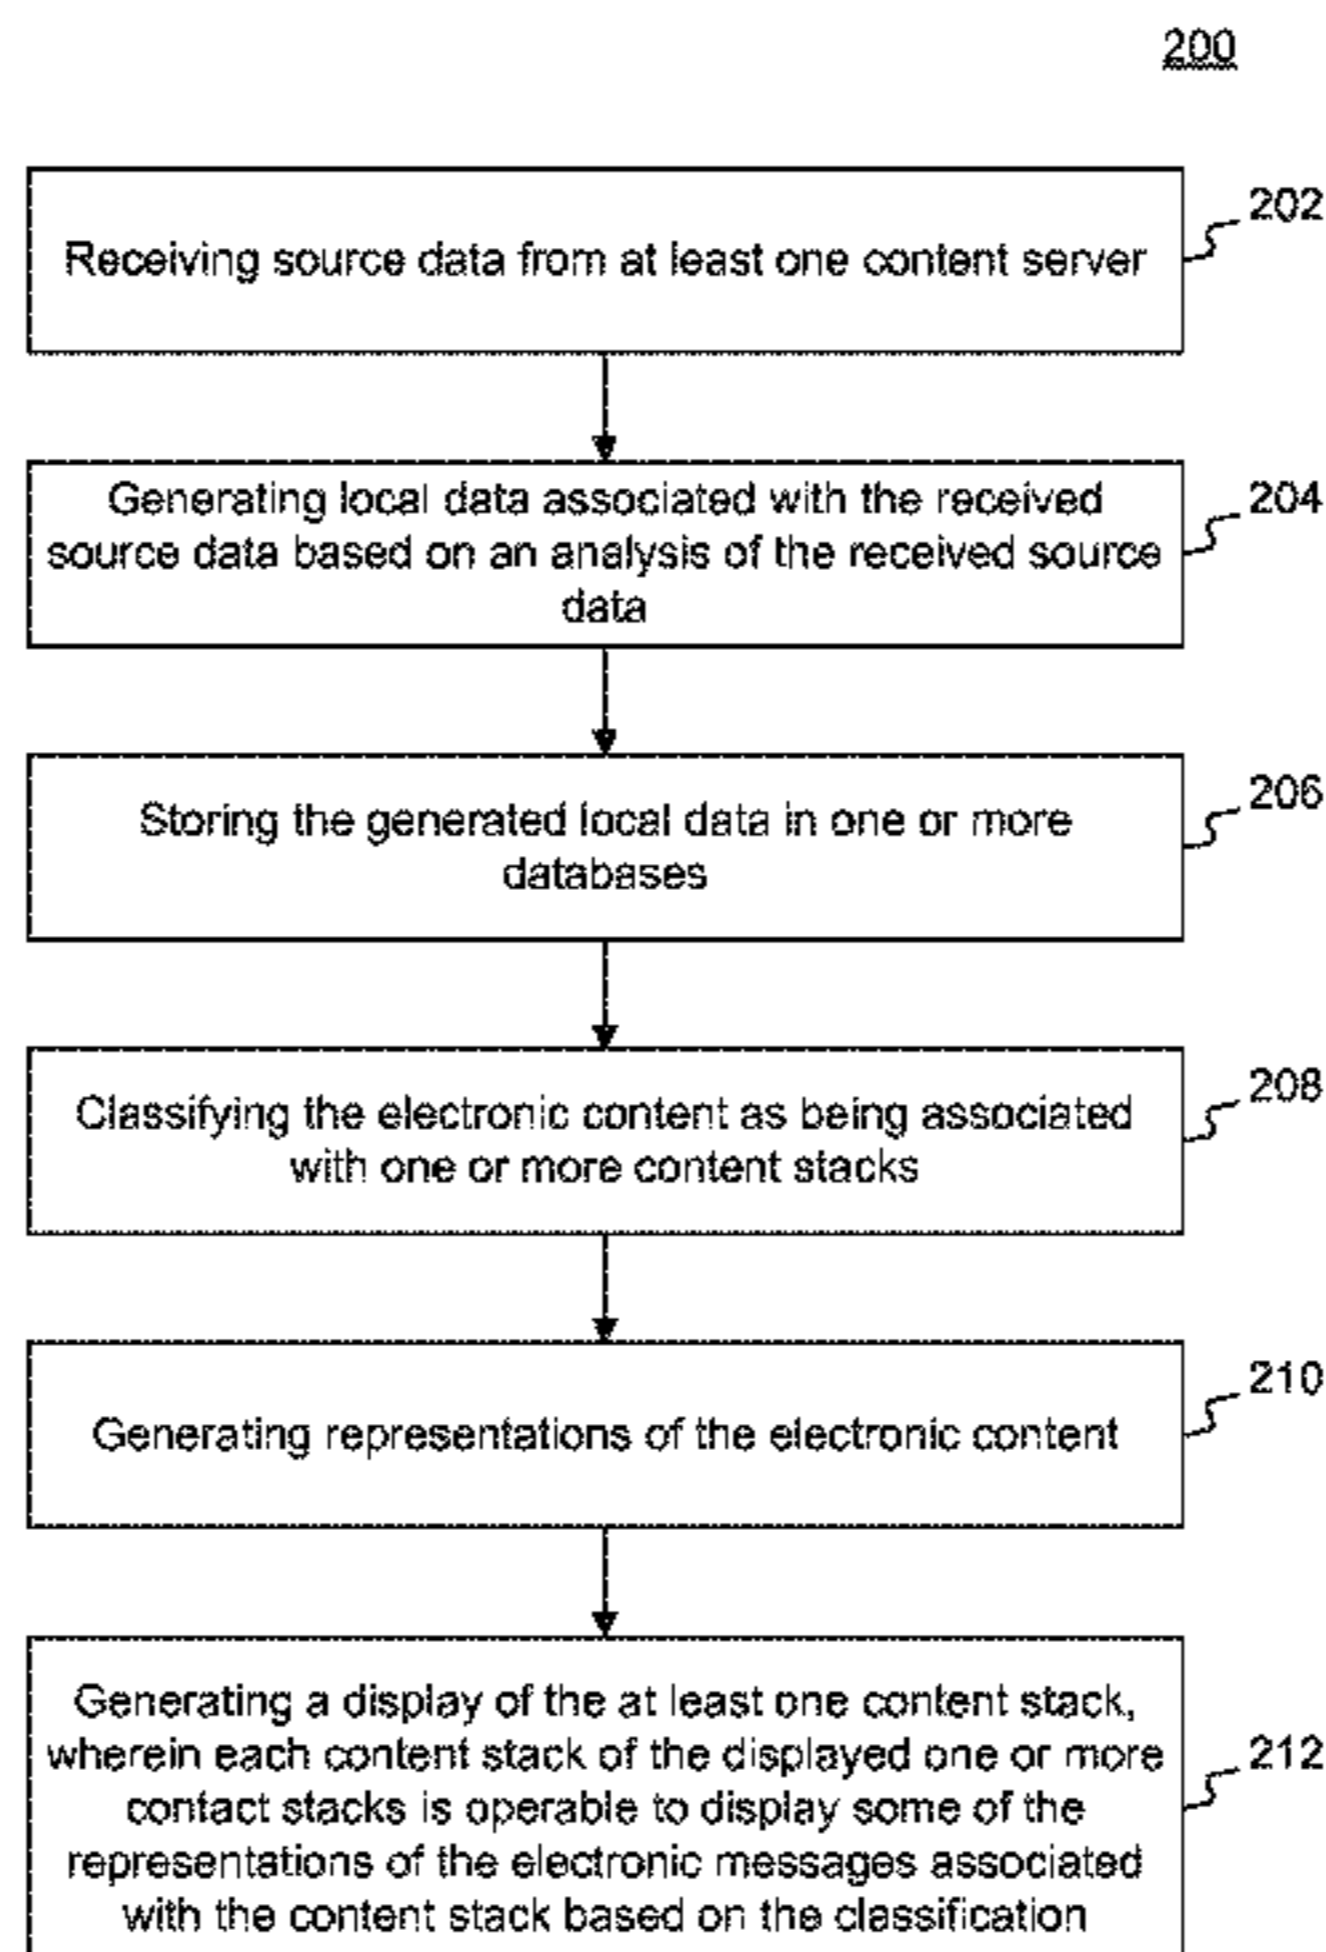 200
202
Receiving source data from at least one content server
204
Generating local data associated with the received
source data based on an analysis of the received source
data
206
Storing the generated local data in one or more
databases
208
Classifying the electronic content as being associated
with one or more content stacks
210
Generating representations of the electronic content
212
Generating a display of the at least one content stack,
wherein each content stack of the displayed one or more
contact stacks is operable to display some of the
representations of the electronic messages associated
with the content stack based on the classification